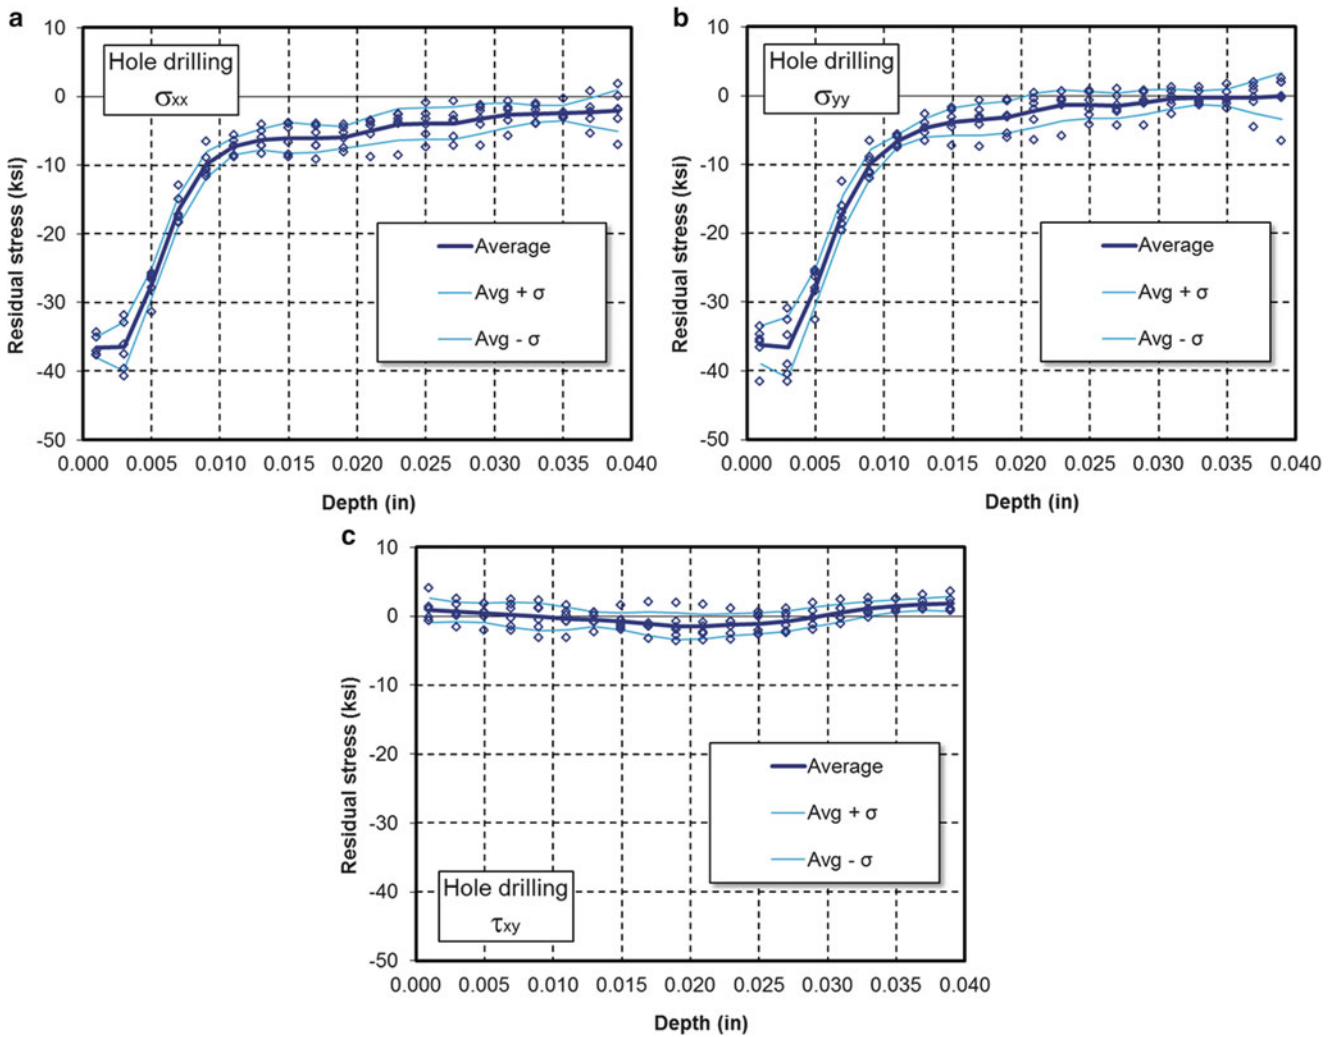 a
10
0
-10
-20
-30
-40
-50
Residual stress (ksi)
Hole drilling
σxx
Average
Avg + σ
Avg - σ
0.000 0.005 0.010 0.015 0.020 0.025 0.030 0.035 0.040
Depth (in)
b
10
0
-10
-20
-30
-40
-50
Residual stress (ksi)
Hole drilling
σyy
Average
Avg + σ
Avg - σ
0.000 0.005 0.010 0.015 0.020 0.025 0.030 0.035 0.040
Depth (in)
c
10
0
-10
-20
-30
-40
-50
Residual stress (ksi)
Average
Avg + σ
Avg - σ
Hole drilling
τxy
0.000 0.005 0.010 0.015 0.020 0.025 0.030 0.035 0.040
Depth (in)